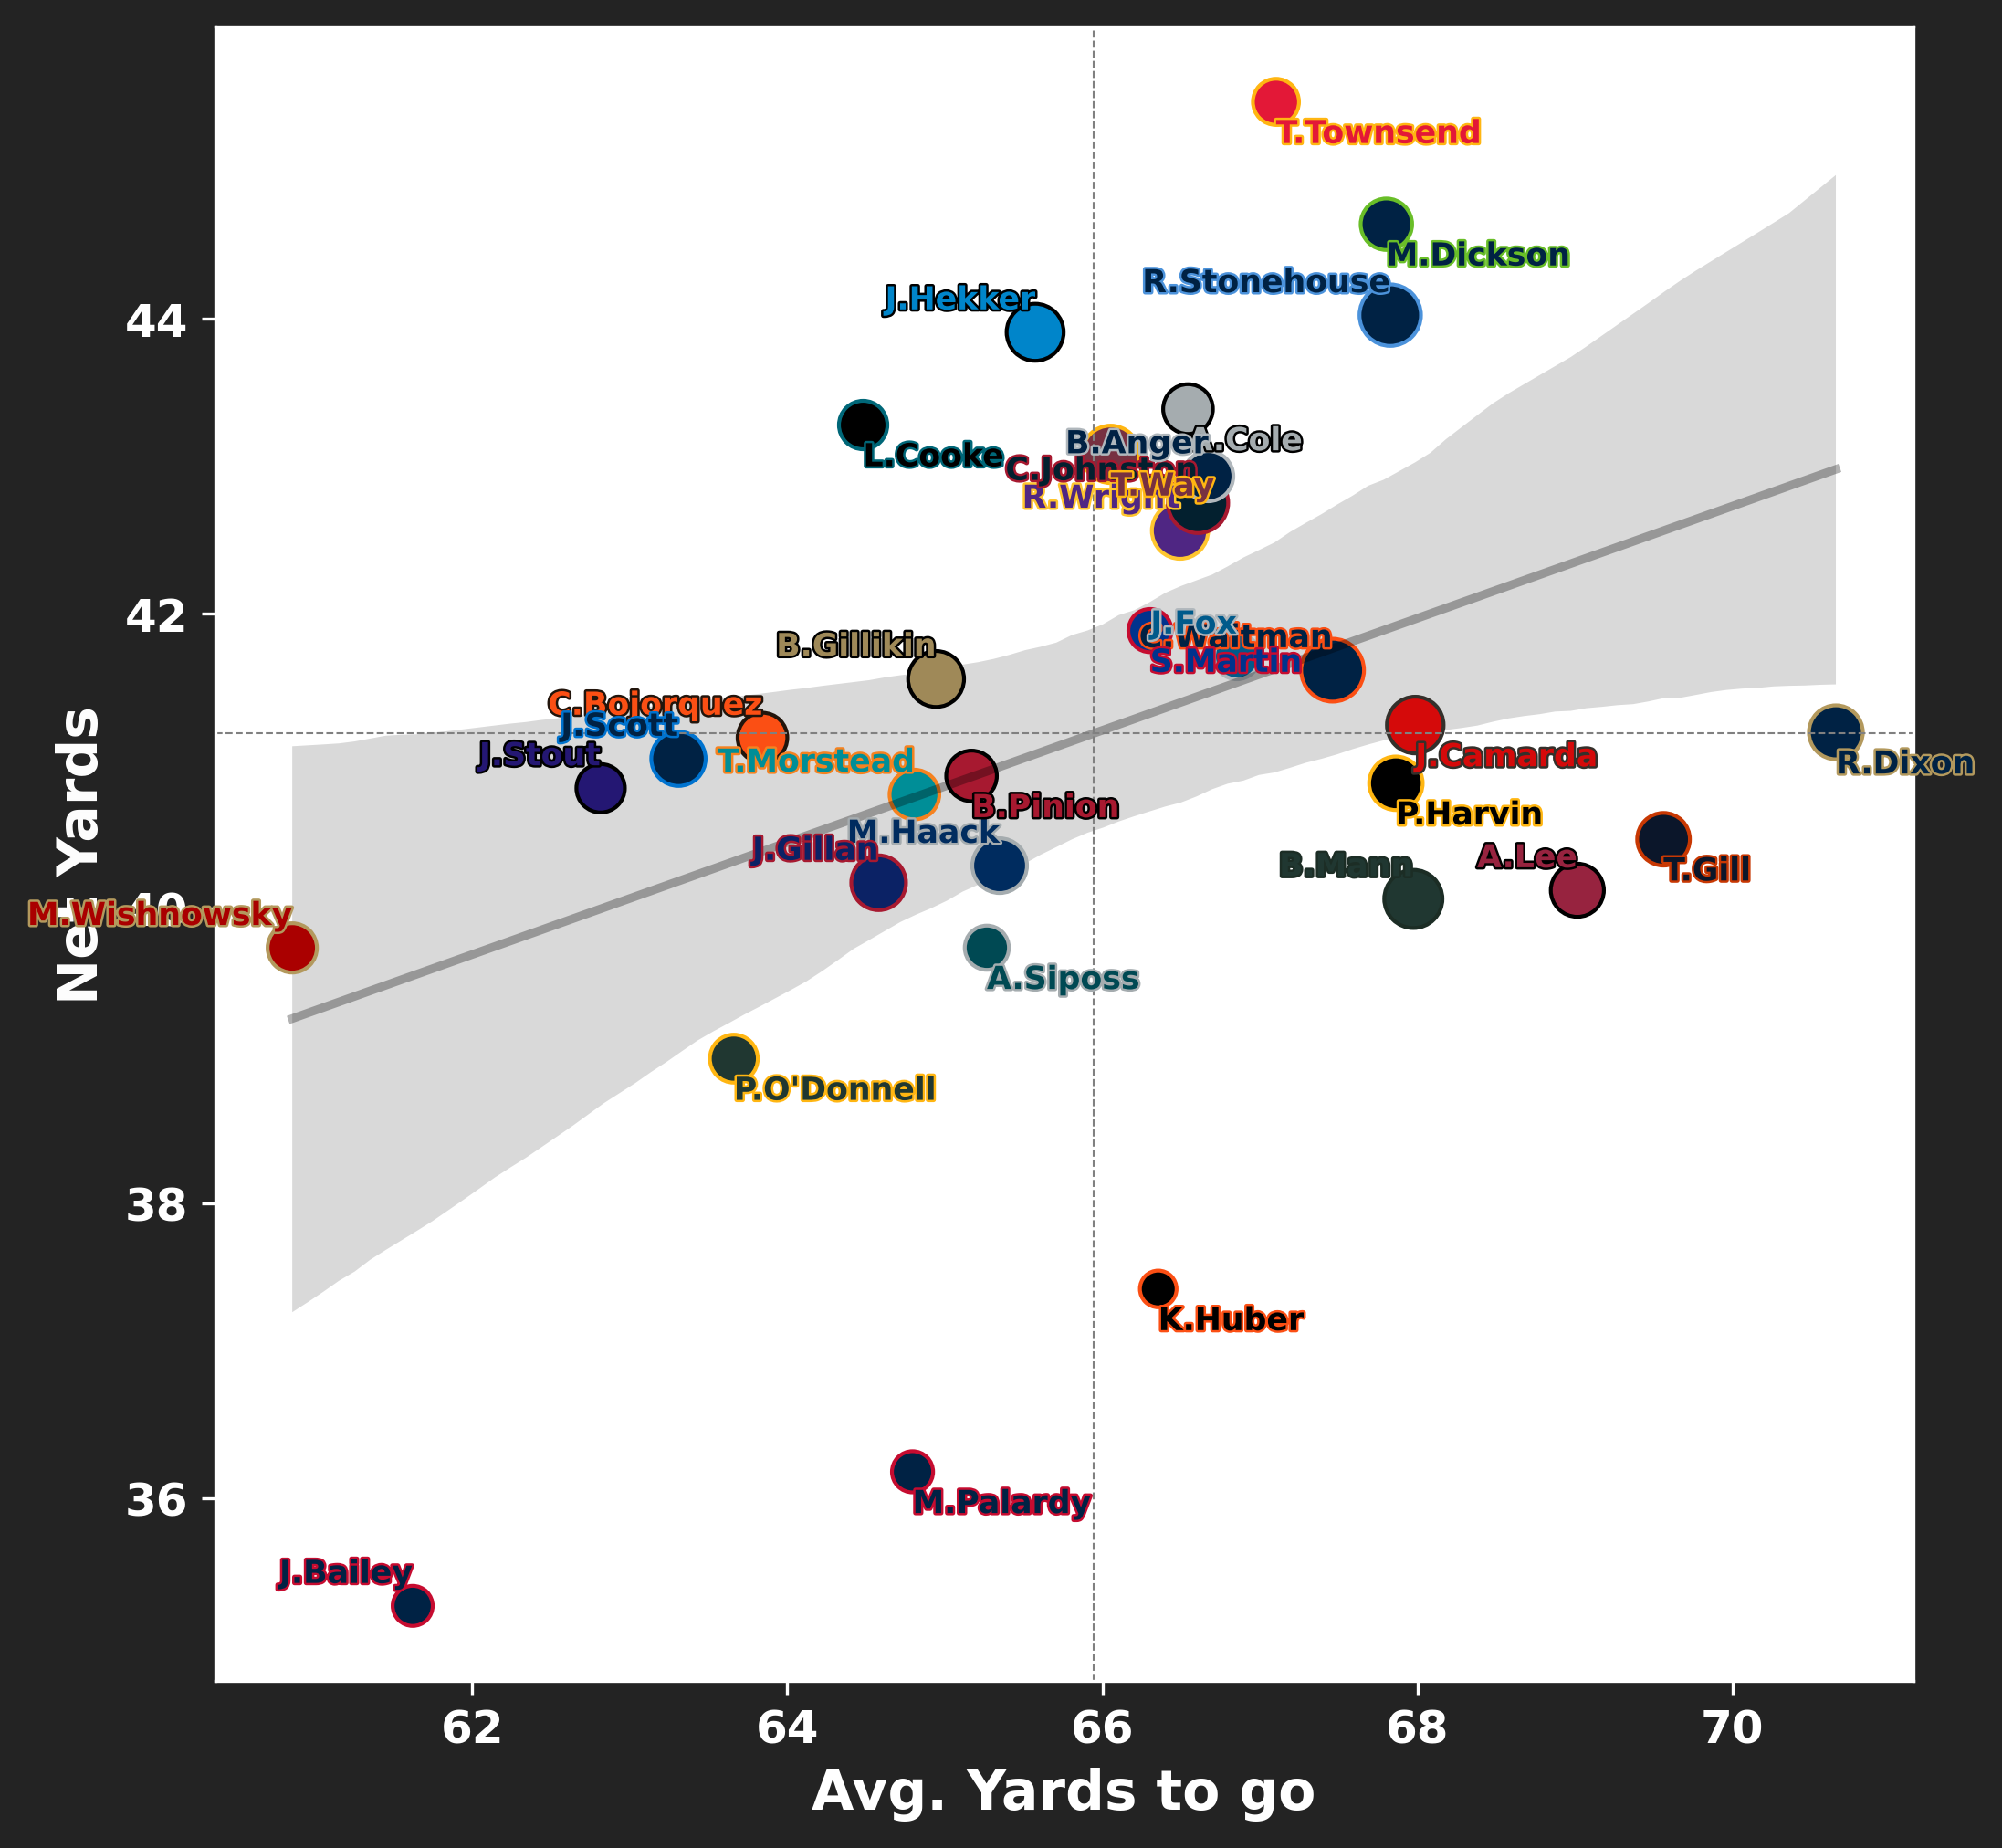 T.Townsend
M.Dickson
R.Stonehouse
J.Hekker
44
A.Cole
B.Anger
L.Cooke
C.Johnston
T.Way
R.Wright
42
J.Fox
C.Waitman
B.Gillikin
S.Martin
C.Bojorquez
J.Scott
J.Stout
T.Morstead
J.Camarda
R.Dixon
B.Pinion
P.Harvin
M.Haack
J.Gillan
A.Lee
B.Mann
T.Gill
40
M.Wishnowsky
Net Yards
A.Siposs
P.O'Donnell
38
K.Huber
36
M.Palardy
J.Bailey
62 64 66 68 70
Avg. Yards to go